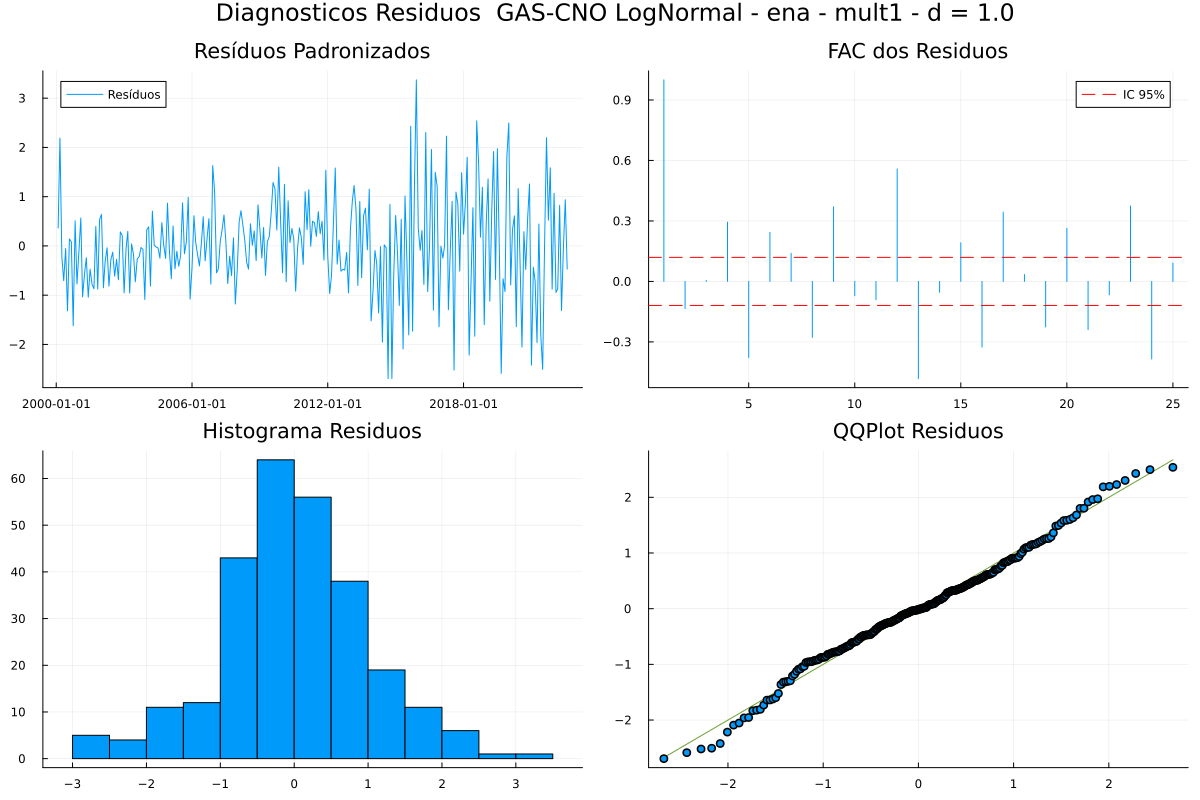 Diagnosticos Residuos  GAS-CNO LogNormal - ena - mult1 - d = 1.0
Resíduos Padronizados
Resíduos
3
2
1
0
−1
−2
2000-01-01 2006-01-01 2012-01-01 2018-01-01
FAC dos Residuos
IC 95%
0.9
0.6
0.3
0.0
−0.3
5 10 15 20 25
Histograma Residuos
60
50
40
30
20
10
0
−3 −2 −1 0 1 2 3
QQPlot Residuos
2
1
0
−1
−2
−2 −1 0 1 2